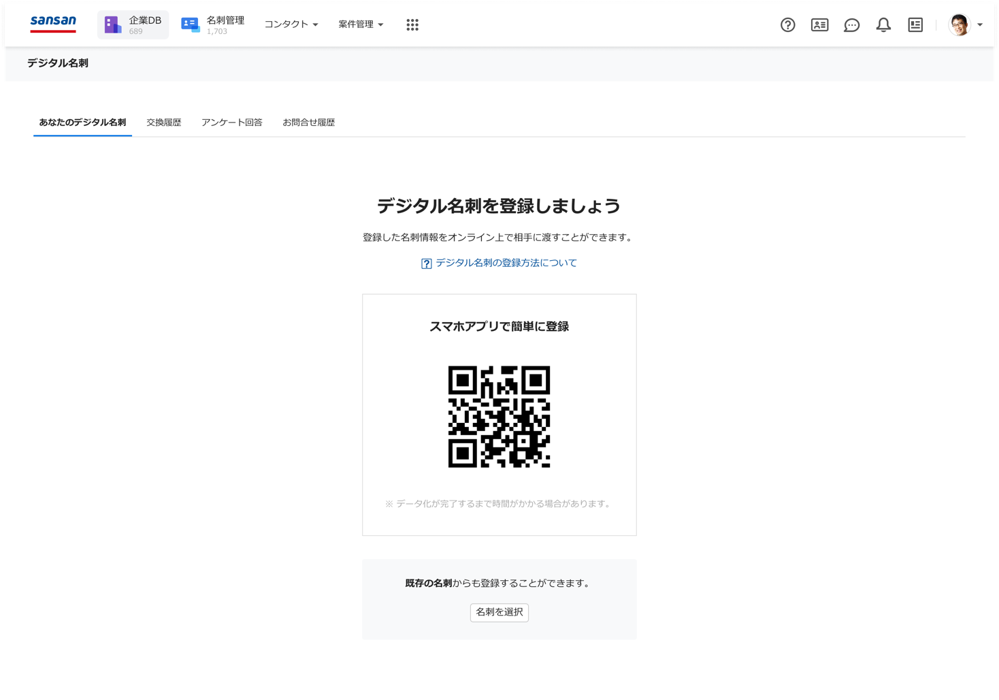 sansan
企業DB
689
名刺管理
1,703
コンタクト
案件管理
デジタル名刺
あなたのデジタル名刺 交換履歴 アンケート回答 お問合せ履歴
デジタル名刺を登録しましょう
登録した名刺情報をオンライン上で相手に渡すことができます。
? デジタル名刺の登録方法について
スマホアプリで簡単に登録
※ データ化が完了するまで時間がかかる場合があります。
既存の名刺からも登録することができます。
名刺を選択